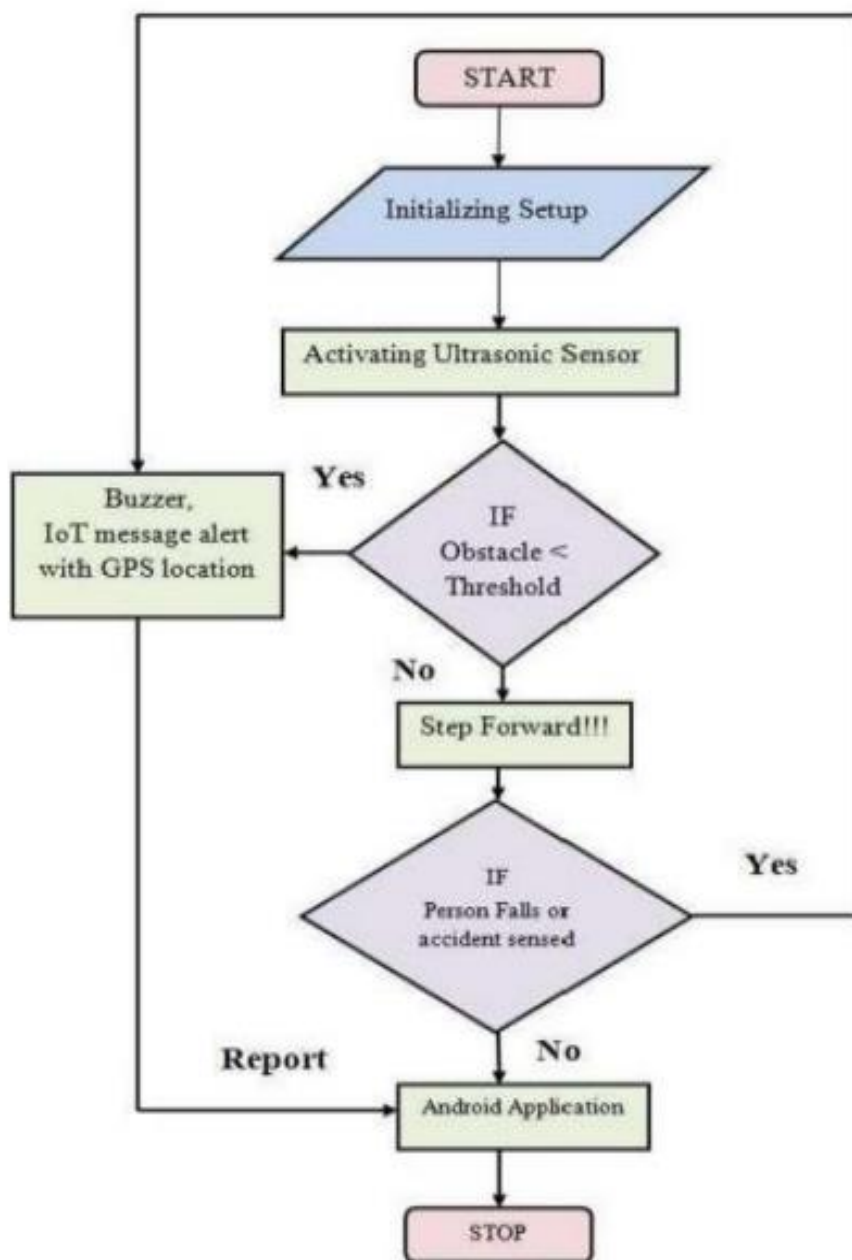 START
Initializing Setup
Activating Ultrasonic Sensor
Yes
Buzzer,
IoT message alert
with GPS location
IF
Obstacle <
Threshold
No
Step Forward!!!
IF
Person Falls or
accident sensed
Yes
Report
No
Android Application
STOP